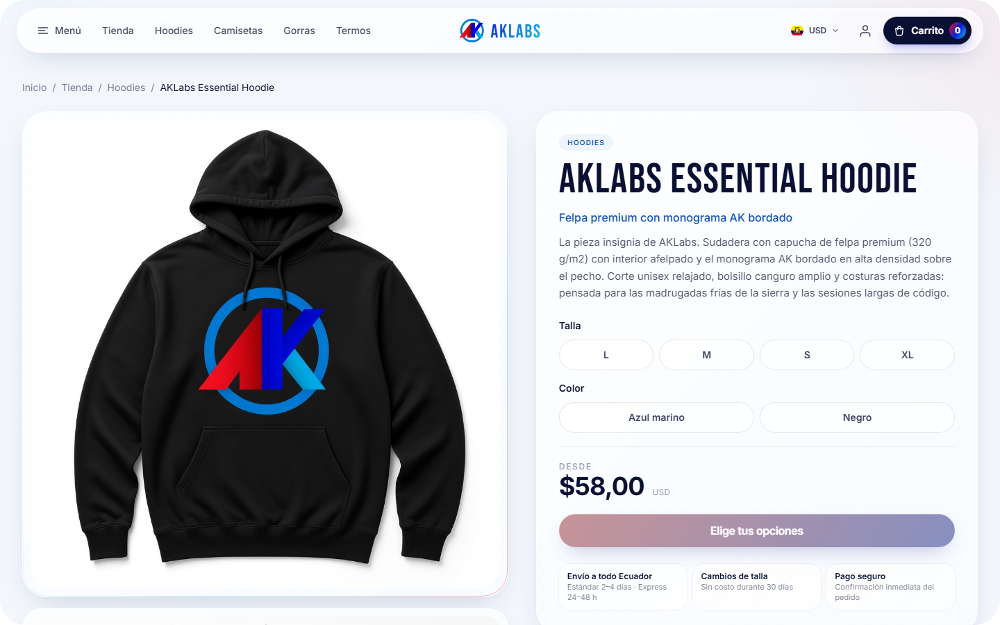 Menú
Tienda
Hoodies
Camisetas
Gorras
Termos
AK AKLABS
USD
Carrito 0
Inicio / Tienda / Hoodies / AKLabs Essential Hoodie
AK
HOODIES
AKLABS ESSENTIAL HOODIE
Felpa premium con monograma AK bordado
La pieza insignia de AKLabs. Sudadera con capucha de felpa premium (320
g/m2) con interior afelpado y el monograma AK bordado en alta densidad sobre
el pecho. Corte unisex relajado, bolsillo canguro amplio y costuras reforzadas:
pensada para las madrugadas frías de la sierra y las sesiones largas de código.
Talla
L
M
S
XL
Color
Azul marino
Negro
DESDE
$58,00 USD
Elige tus opciones
Envío a todo Ecuador
Estándar 2–4 días · Express
24–48 h
Cambios de talla
Sin costo durante 30 días
Pago seguro
Confirmación inmediata del
pedido